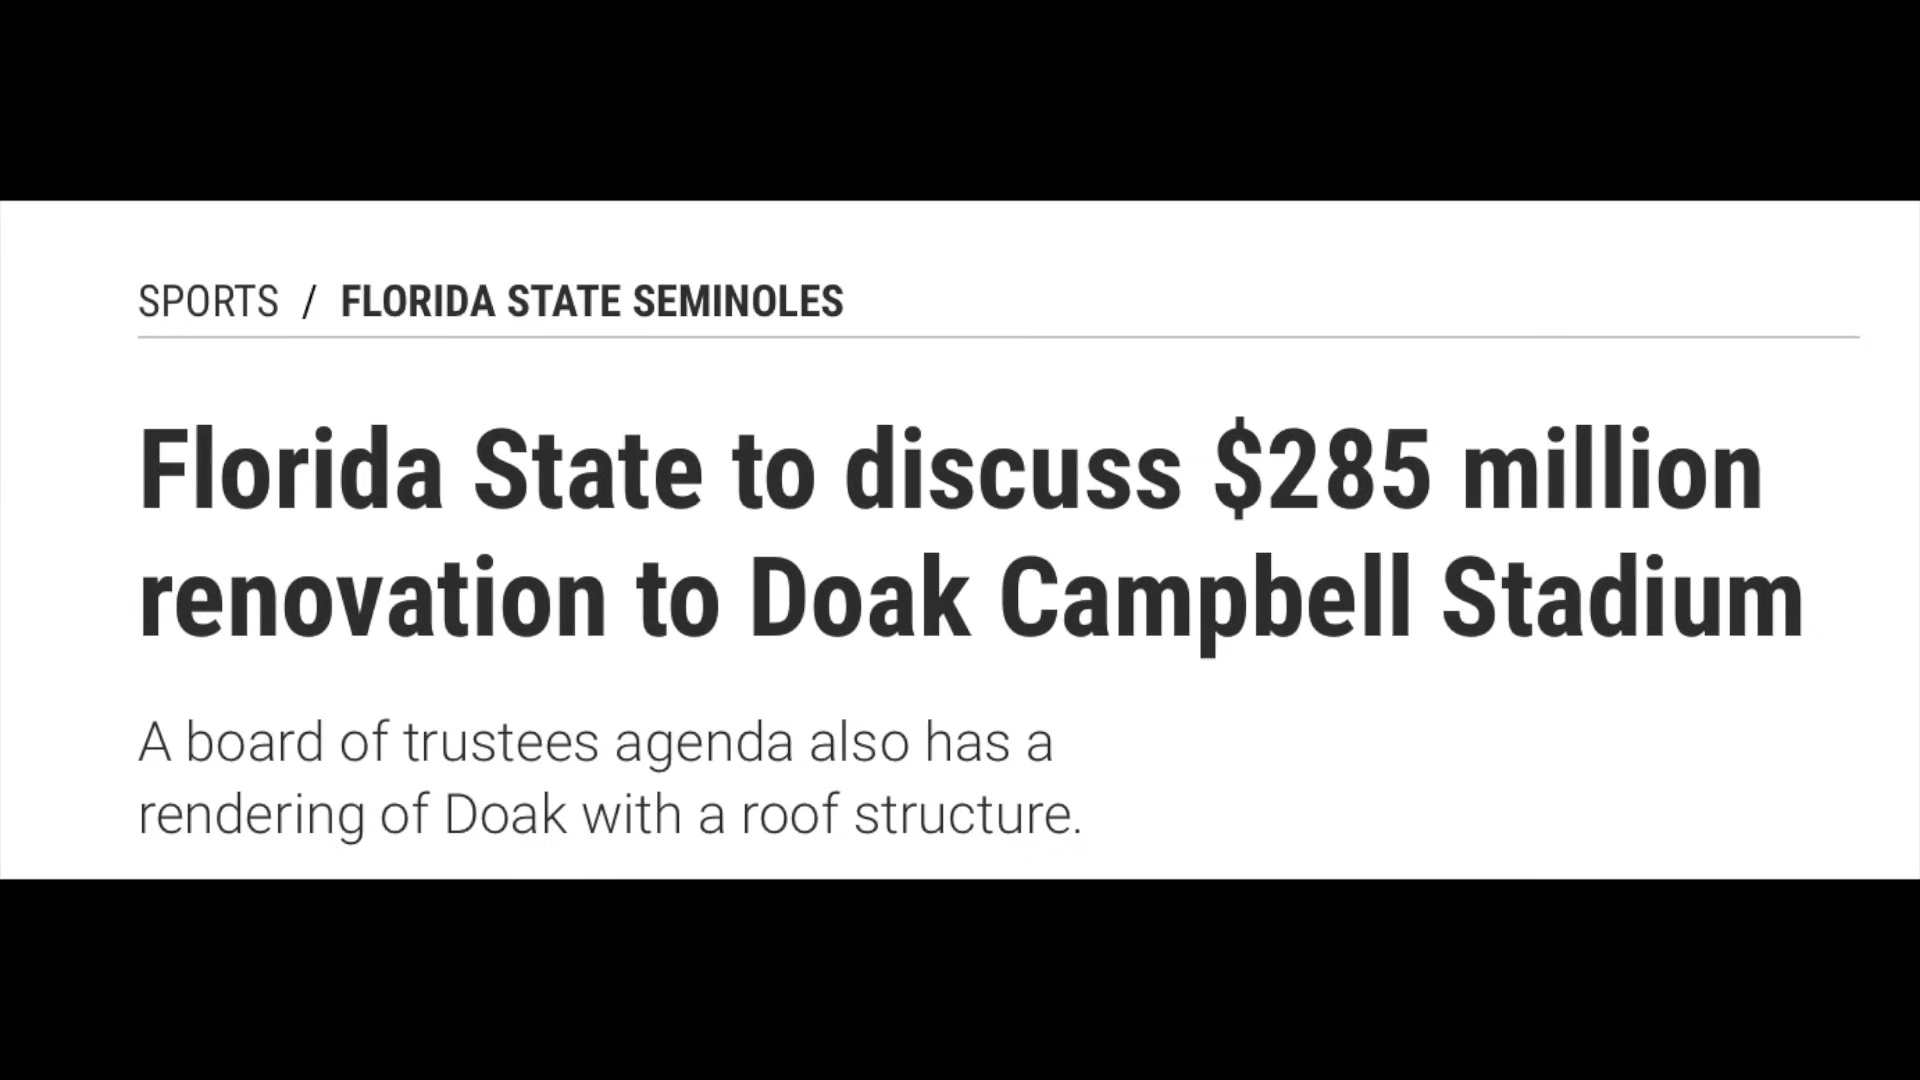 SPORTS / FLORIDA STATE SEMINOLES
Florida State to discuss $285 million
renovation to Doak Campbell Stadium
A board of trustees agenda also has a
rendering of Doak with a roof structure.